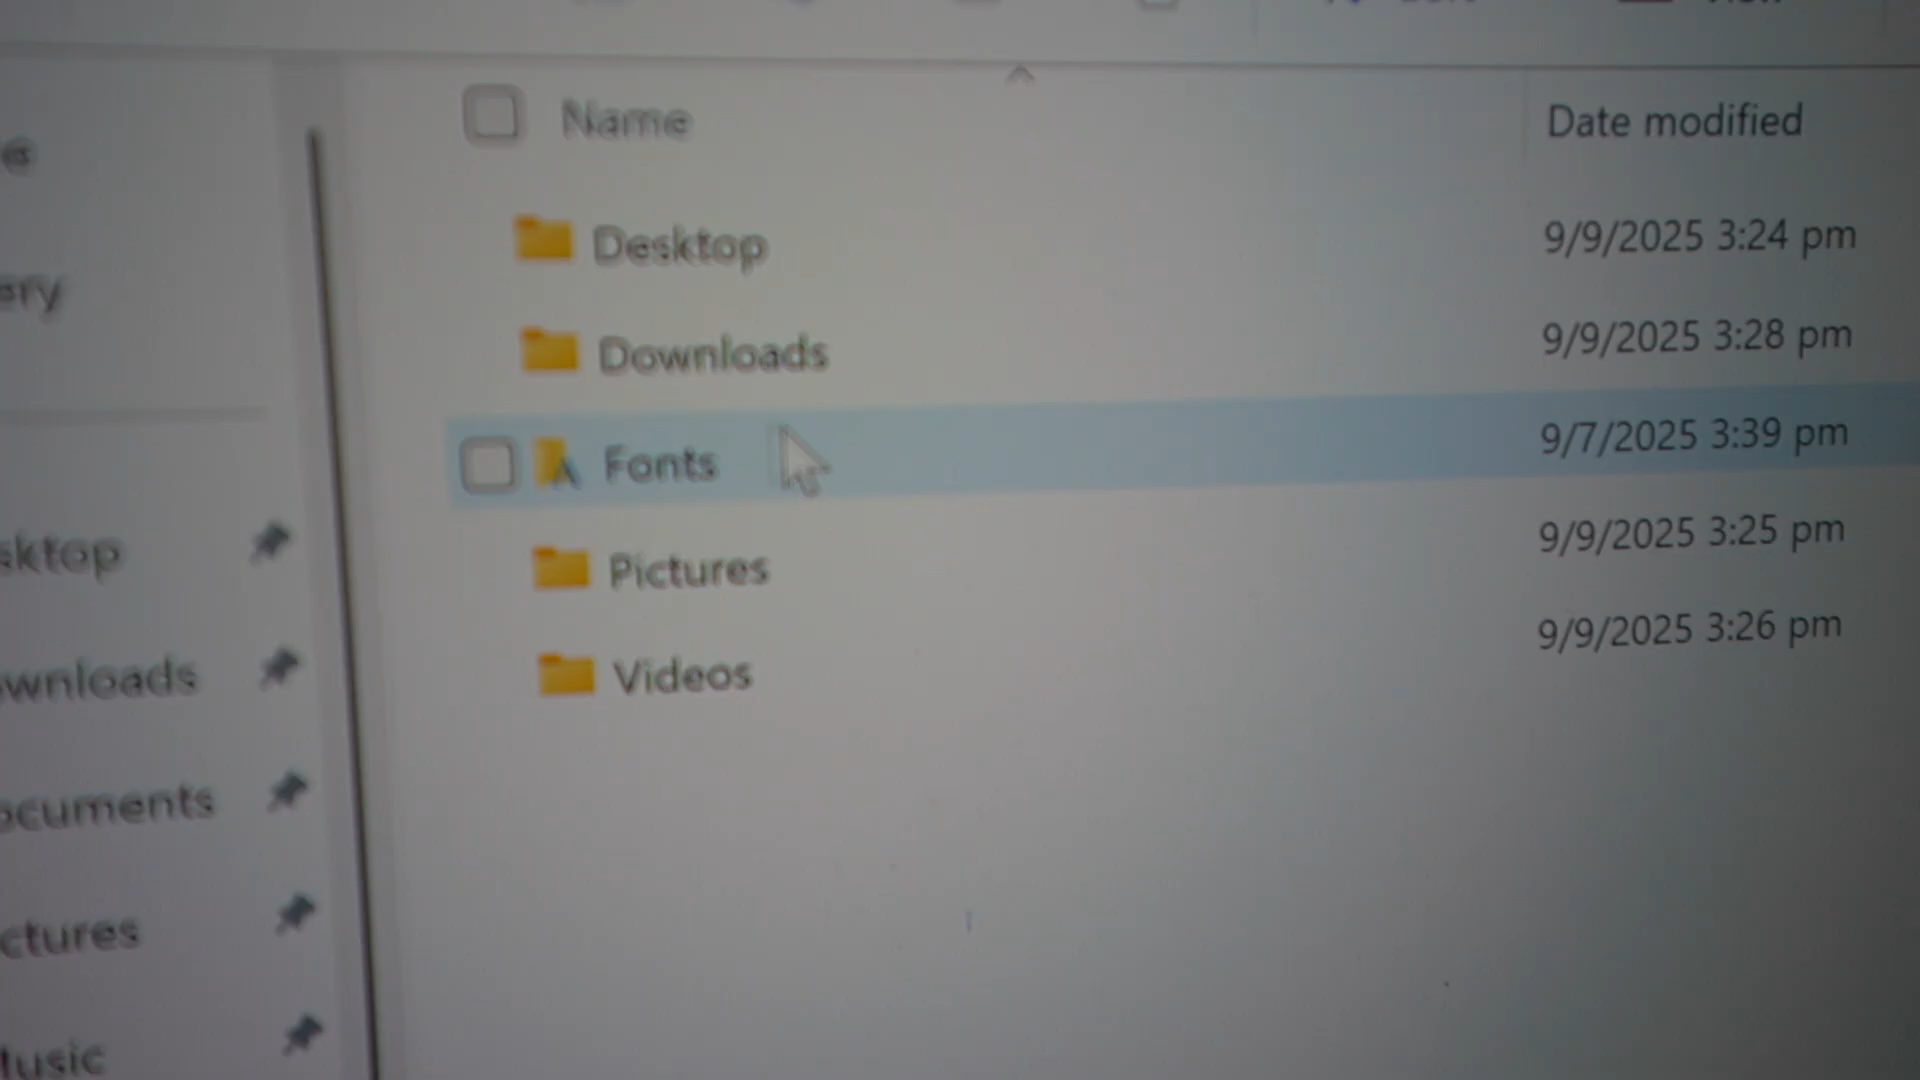 Name Date modified
Desktop 9/9/2025 3:24 pm
Downloads 9/9/2025 3:28 pm
Fonts 9/7/2025 3:39 pm
Pictures 9/9/2025 3:25 pm
Videos 9/9/2025 3:26 pm
ery
sktop
ownloads
ocuments
ctures
Music